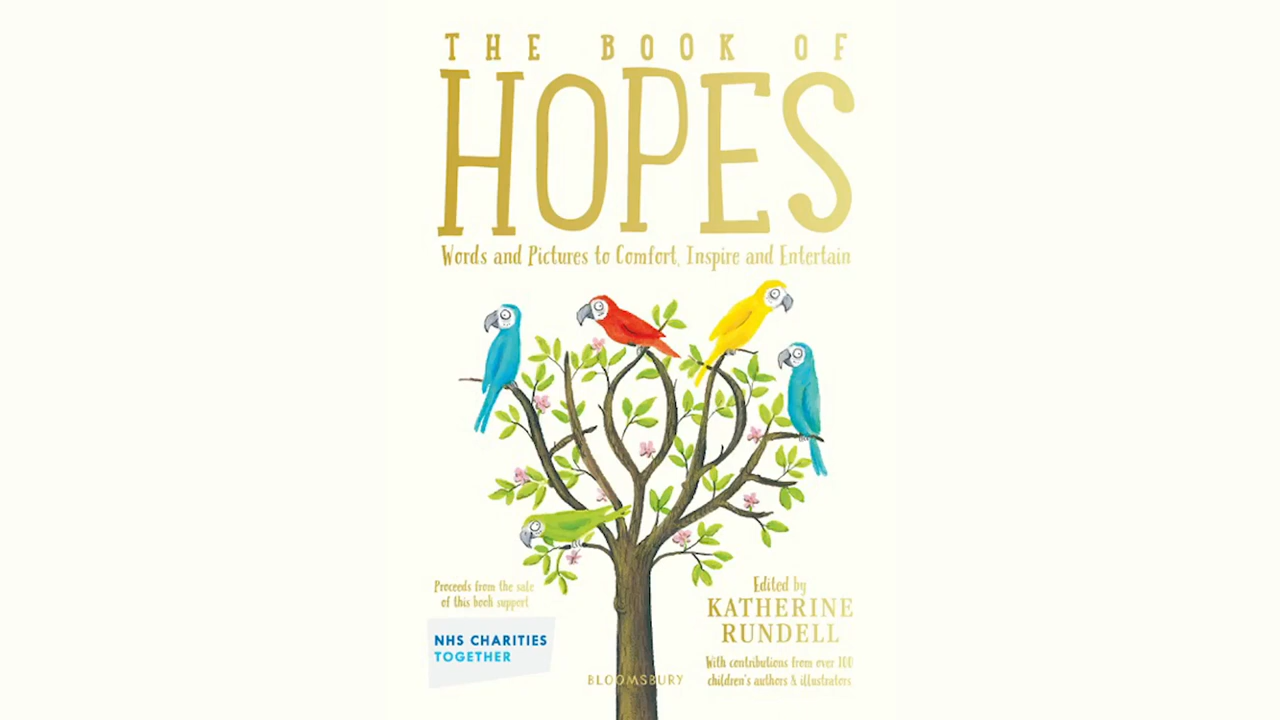 THE BOOK OF
HOPES
Words and Pictures to Comfort, Inspire and Entertain
Proceeds from the sale
of this book support
NHS CHARITIES
TOGETHER
Edited by
KATHERINE
RUNDELL
With contributions from over 100
children's authors & illustrators
BLOOMSBURY